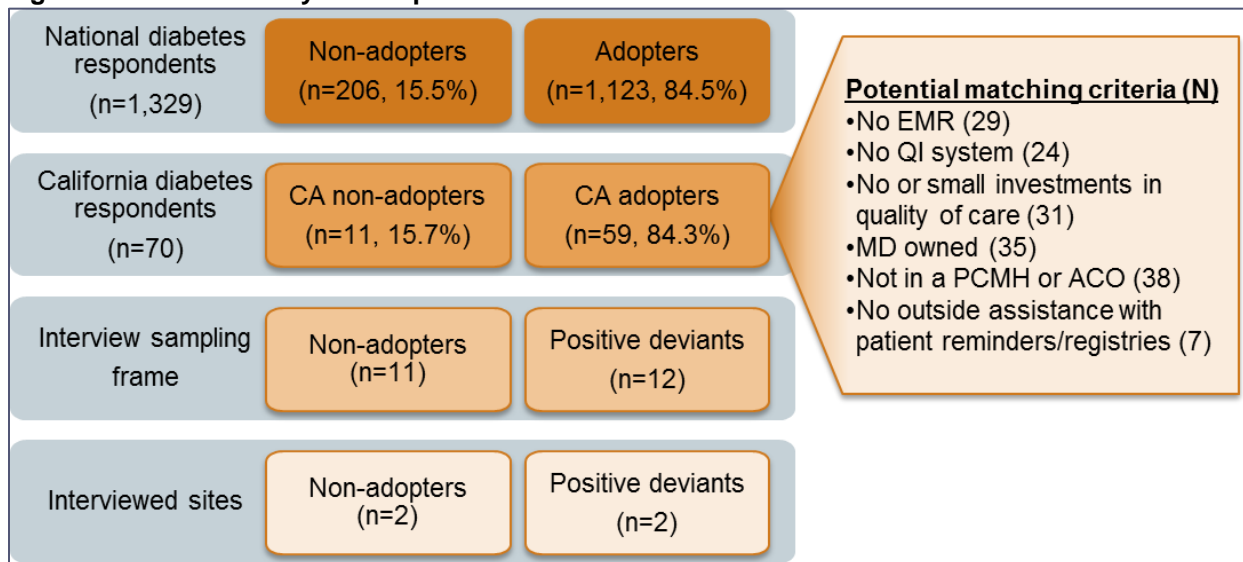 National diabetes
respondents
(n=1,329)
Non-adopters
(n=206, 15.5%)
Adopters
(n=1,123, 84.5%)
California diabetes
respondents
(n=70)
CA non-adopters
(n=11, 15.7%)
CA adopters
(n=59, 84.3%)
Interview sampling
frame
Non-adopters
(n=11)
Positive deviants
(n=12)
Interviewed sites
Non-adopters
(n=2)
Positive deviants
(n=2)
Potential matching criteria (N)
•No EMR (29)
•No QI system (24)
•No or small investments in
quality of care (31)
•MD owned (35)
•Not in a PCMH or ACO (38)
•No outside assistance with
patient reminders/registries (7)